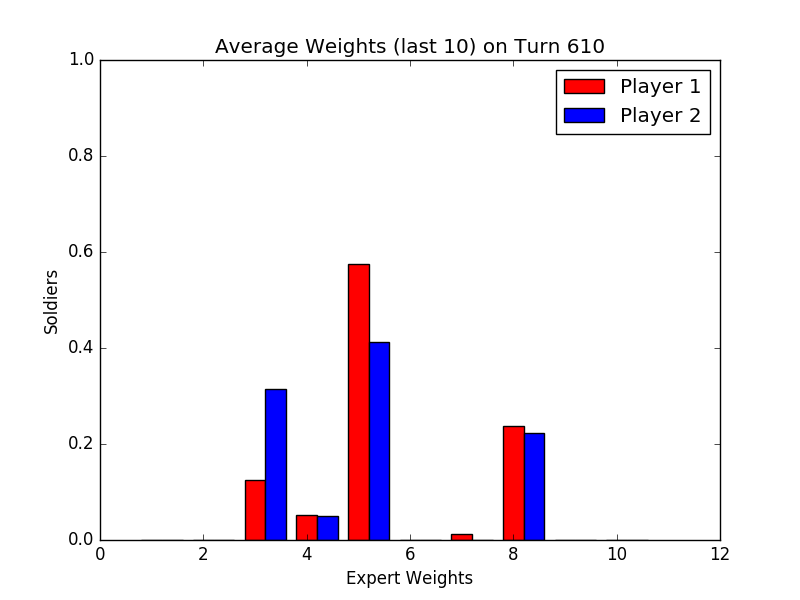 Average Weights (last 10) on Turn 610
1.0
0.8
0.6
0.4
0.2
0.0
Soldiers
Player 1
Player 2
0 2 4 6 8 10 12
Expert Weights